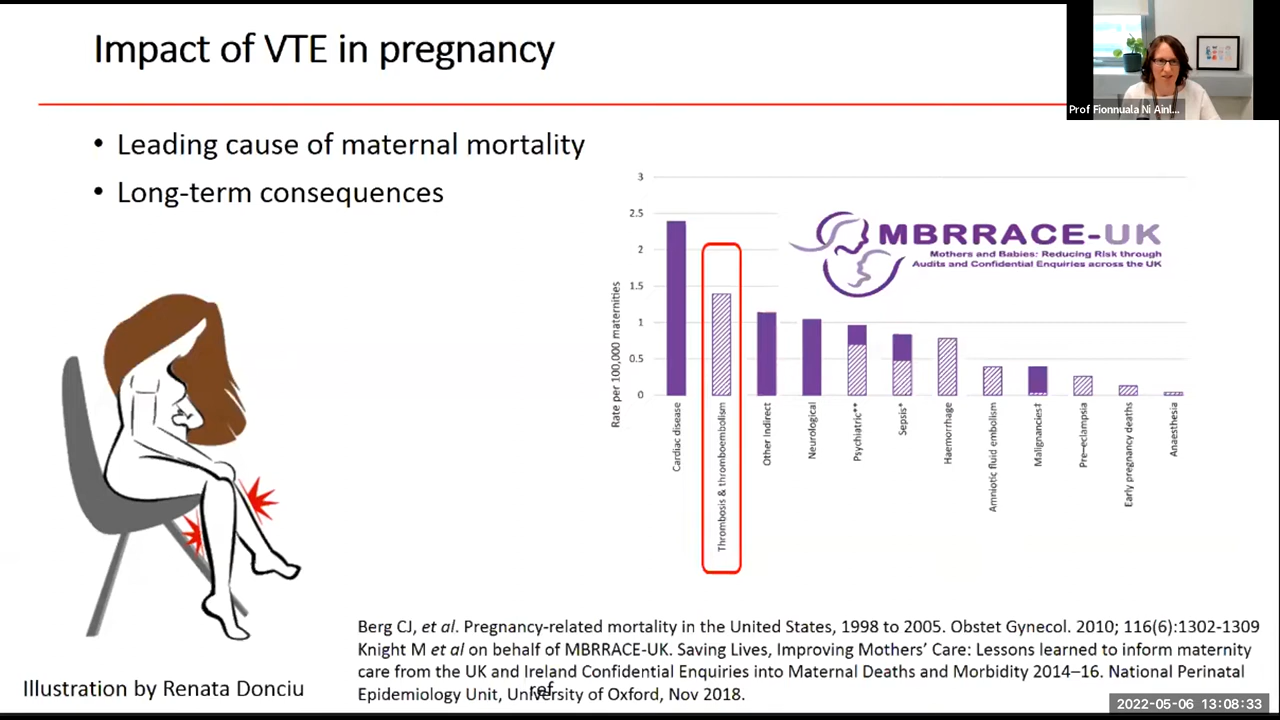 Impact of VTE in pregnancy
Prof Fionnuala Ni Ainl...
• Leading cause of maternal mortality
• Long-term consequences
3
2.5
2
1.5
1
0.5
0
Rate per 100,000 maternities
MBRRACE-UK
Mothers and Babies: Reducing Risk through
Audits and Confidential Enquiries across the UK
Cardiac disease
Thrombosis & thromboembolism
Other Indirect
Neurological
Psychiatric**
Sepsis*
Haemorrhage
Amniotic fluid embolism
Malignancies‡
Pre-eclampsia
Early pregnancy deaths
Anaesthesia
Berg CJ, et al. Pregnancy-related mortality in the United States, 1998 to 2005. Obstet Gynecol. 2010; 116(6):1302-1309
Knight M et al on behalf of MBRRACE-UK. Saving Lives, Improving Mothers' Care: Lessons learned to inform maternity
care from the UK and Ireland Confidential Enquiries into Maternal Deaths and Morbidity 2014–16. National Perinatal
Epidemiology Unit, University of Oxford, Nov 2018.
ref
Illustration by Renata Donciu
2022-05-06 13:08:33